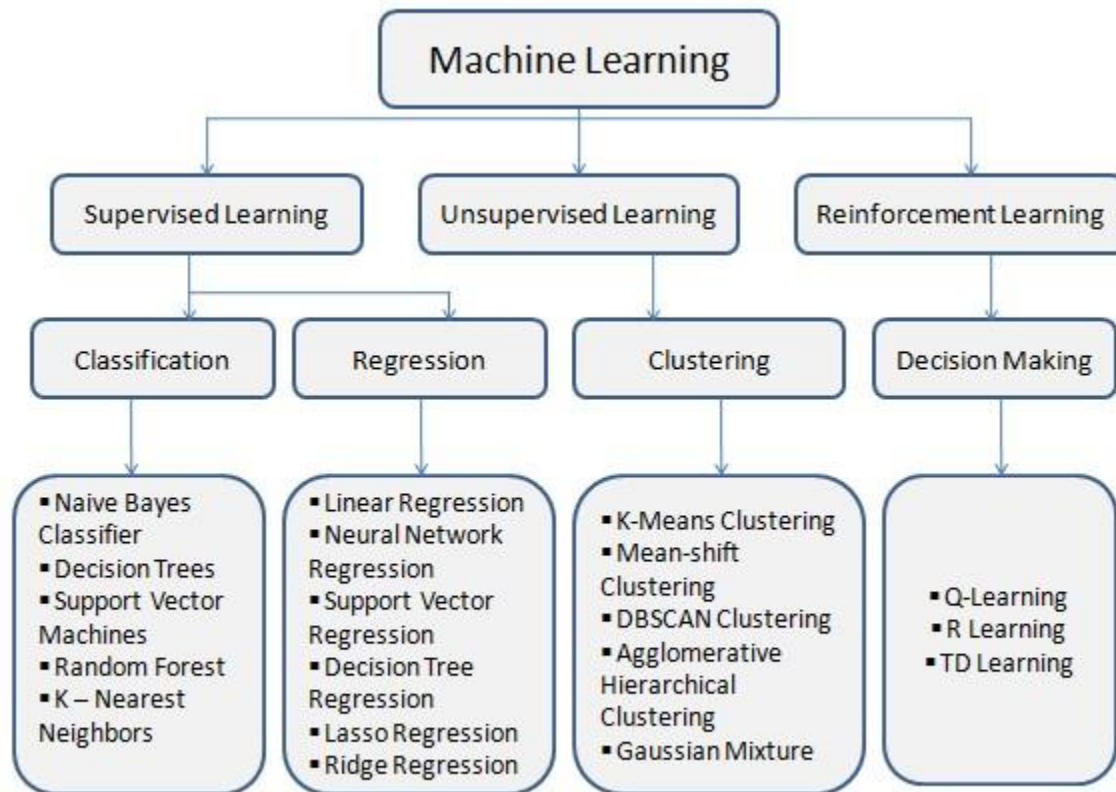 Machine Learning
Supervised Learning
Unsupervised Learning
Reinforcement Learning
Classification
Regression
Clustering
Decision Making
▪ Naive Bayes
Classifier
▪ Decision Trees
▪ Support Vector
Machines
▪ Random Forest
▪ K – Nearest
Neighbors
▪ Linear Regression
▪ Neural Network
Regression
▪ Support Vector
Regression
▪ Decision Tree
Regression
▪ Lasso Regression
▪ Ridge Regression
▪ K-Means Clustering
▪ Mean-shift
Clustering
▪ DBSCAN Clustering
▪ Agglomerative
Hierarchical
Clustering
▪ Gaussian Mixture
▪ Q-Learning
▪ R Learning
▪ TD Learning